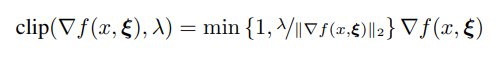 clip(∇f(x, ξ), λ) = min {1, λ/‖∇f(x,ξ)‖₂} ∇f(x, ξ)